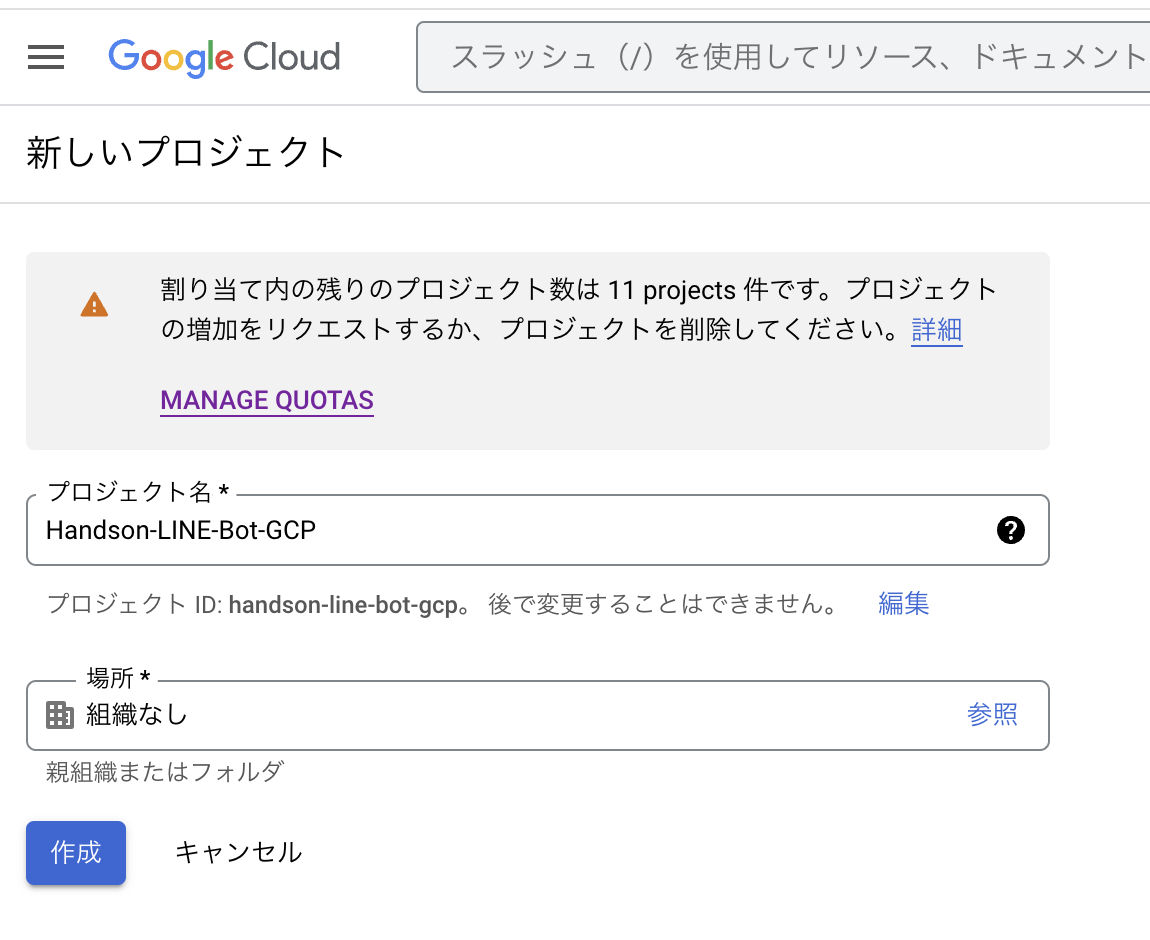 Google Cloud
スラッシュ（/）を使用してリソース、ドキュメント
新しいプロジェクト
割り当て内の残りのプロジェクト数は 11 projects 件です。プロジェクト
の増加をリクエストするか、プロジェクトを削除してください。詳細
MANAGE QUOTAS
プロジェクト名 *
Handson-LINE-Bot-GCP
プロジェクト ID: handson-line-bot-gcp。 後で変更することはできません。 編集
場所 *
組織なし 参照
親組織またはフォルダ
作成 キャンセル